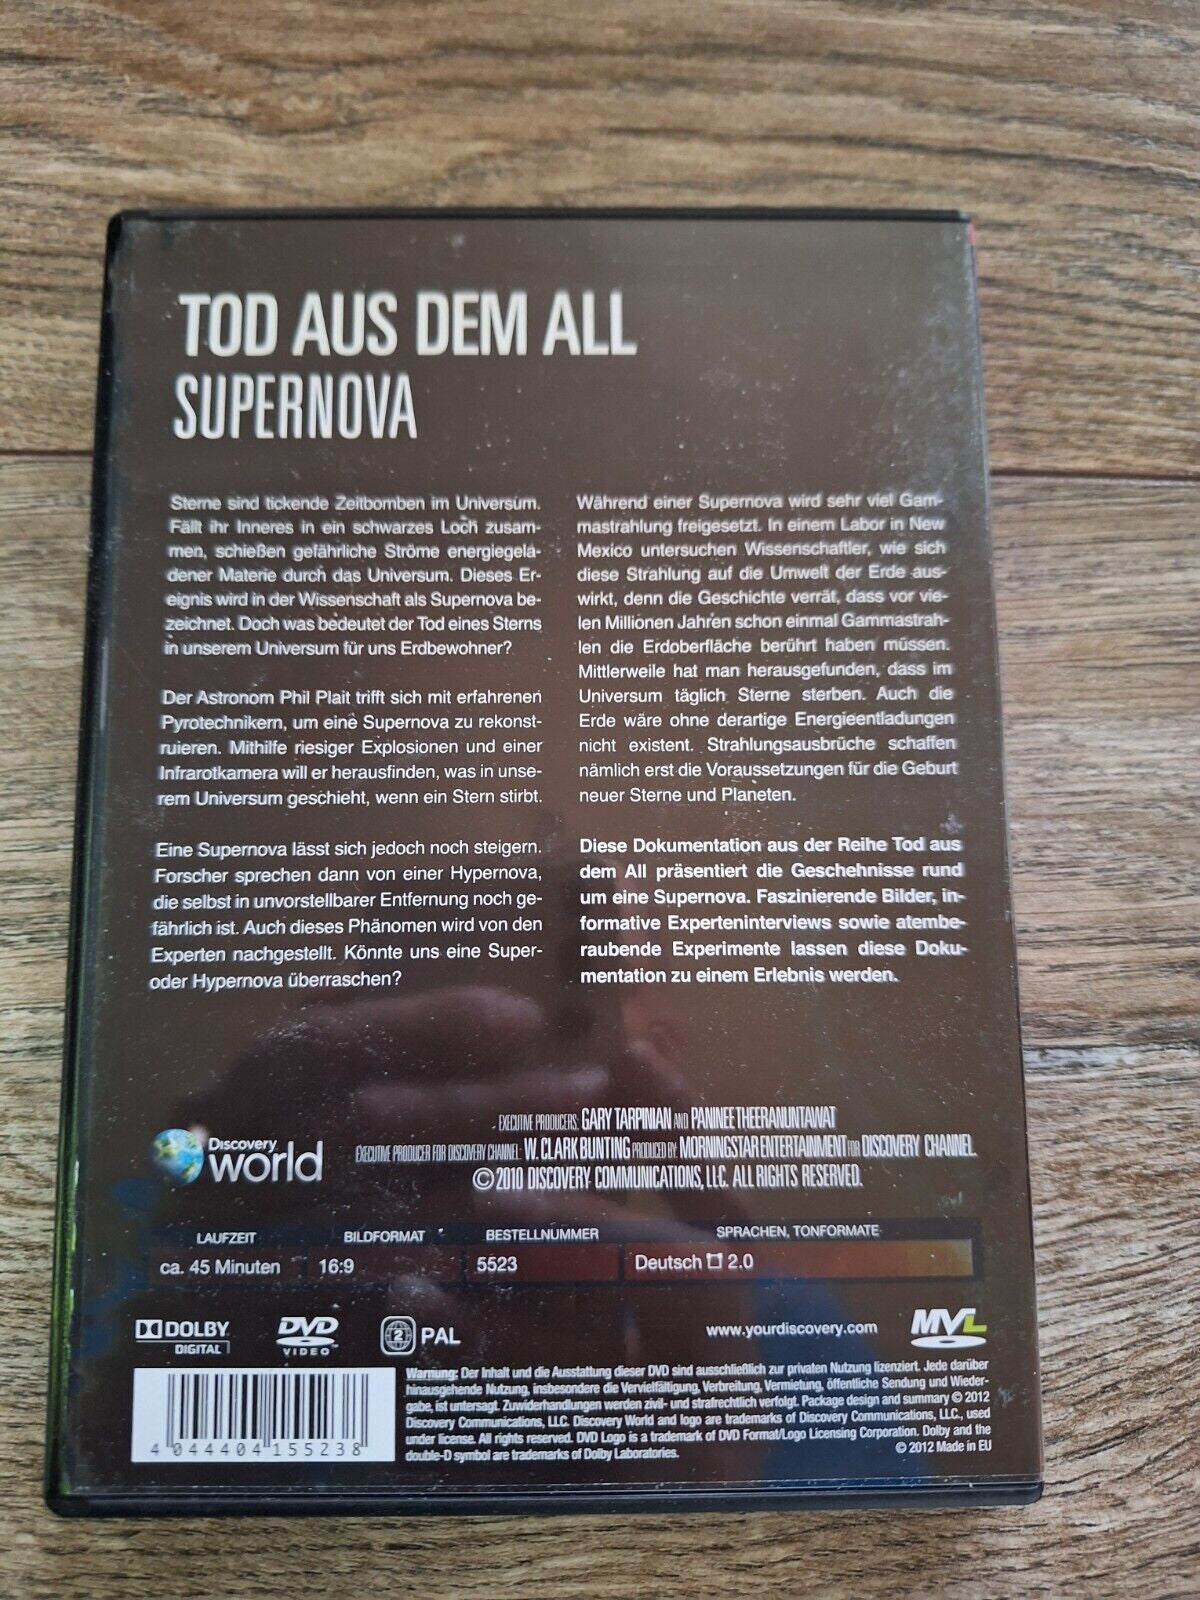 TOD AUS DEM ALL
SUPERNOVA
Sterne sind tickende Zeitbomben im Universum.
Fällt ihr Inneres in ein schwarzes Loch zusam-
men, schießen gefährliche Ströme energiegela-
dener Materie durch das Universum. Dieses Er-
eignis wird in der Wissenschaft als Supernova be-
zeichnet. Doch was bedeutet der Tod eines Sterns
in unserem Universum für uns Erdbewohner?
Der Astronom Phil Plait trifft sich mit erfahrenen
Pyrotechnikern, um eine Supernova zu rekonst-
ruieren. Mithilfe riesiger Explosionen und einer
Infrarotkamera will er herausfinden, was in unse-
rem Universum geschieht, wenn ein Stern stirbt.
Eine Supernova lässt sich jedoch noch steigern.
Forscher sprechen dann von einer Hypernova,
die selbst in unvorstellbarer Entfernung noch ge-
fährlich ist. Auch dieses Phänomen wird von den
Experten nachgestellt. Könnte uns eine Super-
oder Hypernova überraschen?
Während einer Supernova wird sehr viel Gam-
mastrahlung freigesetzt. In einem Labor in New
Mexico untersuchen Wissenschaftler, wie sich
diese Strahlung auf die Umwelt der Erde aus-
wirkt, denn die Geschichte verrät, dass vor vie-
len Millionen Jahren schon einmal Gammastrah-
len die Erdoberfläche berührt haben müssen.
Mittlerweile hat man herausgefunden, dass im
Universum täglich Sterne sterben. Auch die
Erde wäre ohne derartige Energieentladungen
nicht existent. Strahlungsausbrüche schaffen
nämlich erst die Voraussetzungen für die Geburt
neuer Sterne und Planeten.
Diese Dokumentation aus der Reihe Tod aus
dem All präsentiert die Geschehnisse rund
um eine Supernova. Faszinierende Bilder, in-
formative Experteninterviews sowie atembe-
raubende Experimente lassen diese Doku-
mentation zu einem Erlebnis werden.
Discovery
world
EXECUTIVE PRODUCERS: GARY TARPINIAN AND PANINEE THEERANUNTAWAT
EXECUTIVE PRODUCER FOR DISCOVERY CHANNEL: W. CLARK BUNTING PRODUCED BY MORNINGSTAR ENTERTAINMENT FOR DISCOVERY CHANNEL
© 2010 DISCOVERY COMMUNICATIONS, LLC. ALL RIGHTS RESERVED.
LAUFZEIT BILDFORMAT BESTELLNUMMER SPRACHEN, TONFORMATE
ca. 45 Minuten 16:9 5523 Deutsch 2.0
DOLBY
DIGITAL
DVD
VIDEO
2 PAL
www.yourdiscovery.com
MVL
Warnung: Der Inhalt und die Ausstattung dieser DVD sind ausschließlich zur privaten Nutzung lizenziert. Jede darüber
hinausgehende Nutzung, insbesondere die Vervielfältigung, Verbreitung, Vermietung, öffentliche Sendung und Wieder-
gabe, ist untersagt. Zuwiderhandlungen werden zivil- und strafrechtlich verfolgt. Package design and summary © 2012
Discovery Communications, LLC. Discovery World and logo are trademarks of Discovery Communications, LLC., used
under license. All rights reserved. DVD Logo is a trademark of DVD Format/Logo Licensing Corporation. Dolby and the
double-D symbol are trademarks of Dolby Laboratories.
© 2012 Made in EU
4 044404 155238